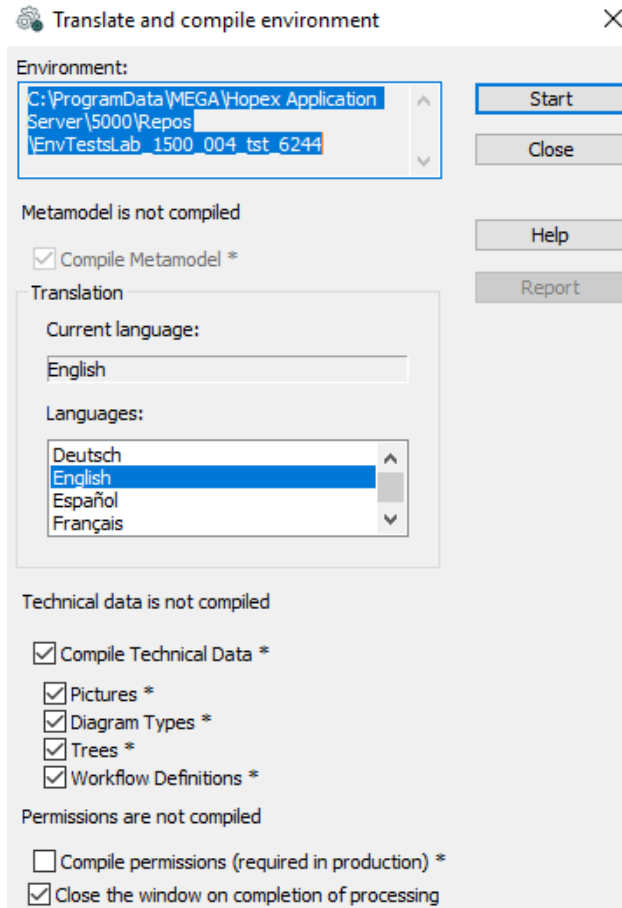 Translate and compile environment
Environment:
C:\ProgramData\MEGA\Hopex Application
Server\5000\Repos
\EnvTestsLab_1500_004_tst_6244
Start
Close
Metamodel is not compiled
Help
Compile Metamodel *
Report
Translation
Current language:
English
Languages:
Deutsch
English
Español
Français
Technical data is not compiled
Compile Technical Data *
Pictures *
Diagram Types *
Trees *
Workflow Definitions *
Permissions are not compiled
Compile permissions (required in production) *
Close the window on completion of processing